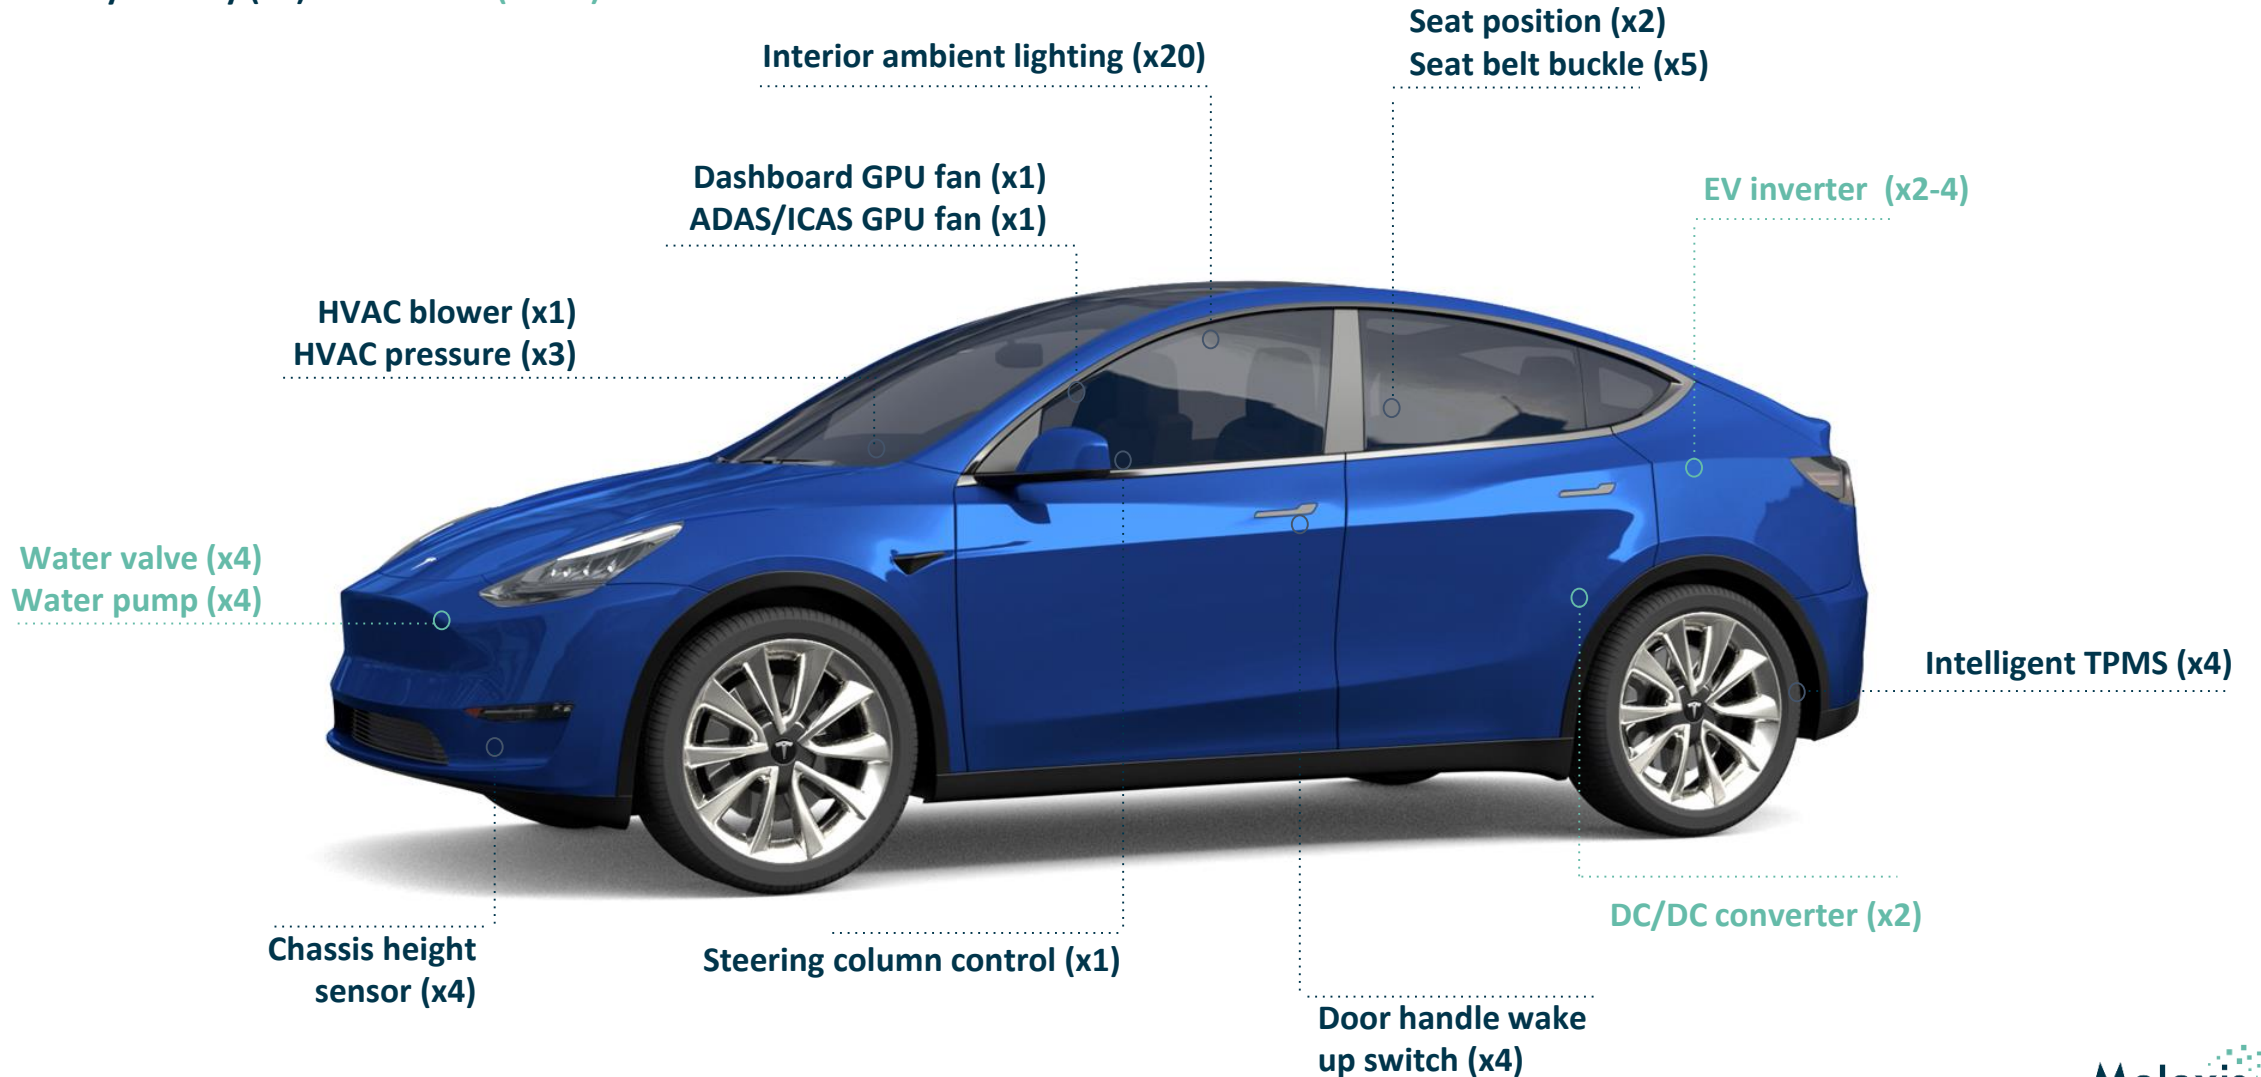 Interior ambient lighting (x20)
Seat position (x2)
Seat belt buckle (x5)
Dashboard GPU fan (x1)
ADAS/ICAS GPU fan (x1)
EV inverter (x2-4)
HVAC blower (x1)
HVAC pressure (x3)
Water valve (x4)
Water pump (x4)
Intelligent TPMS (x4)
DC/DC converter (x2)
Chassis height
sensor (x4)
Steering column control (x1)
Door handle wake
up switch (x4)